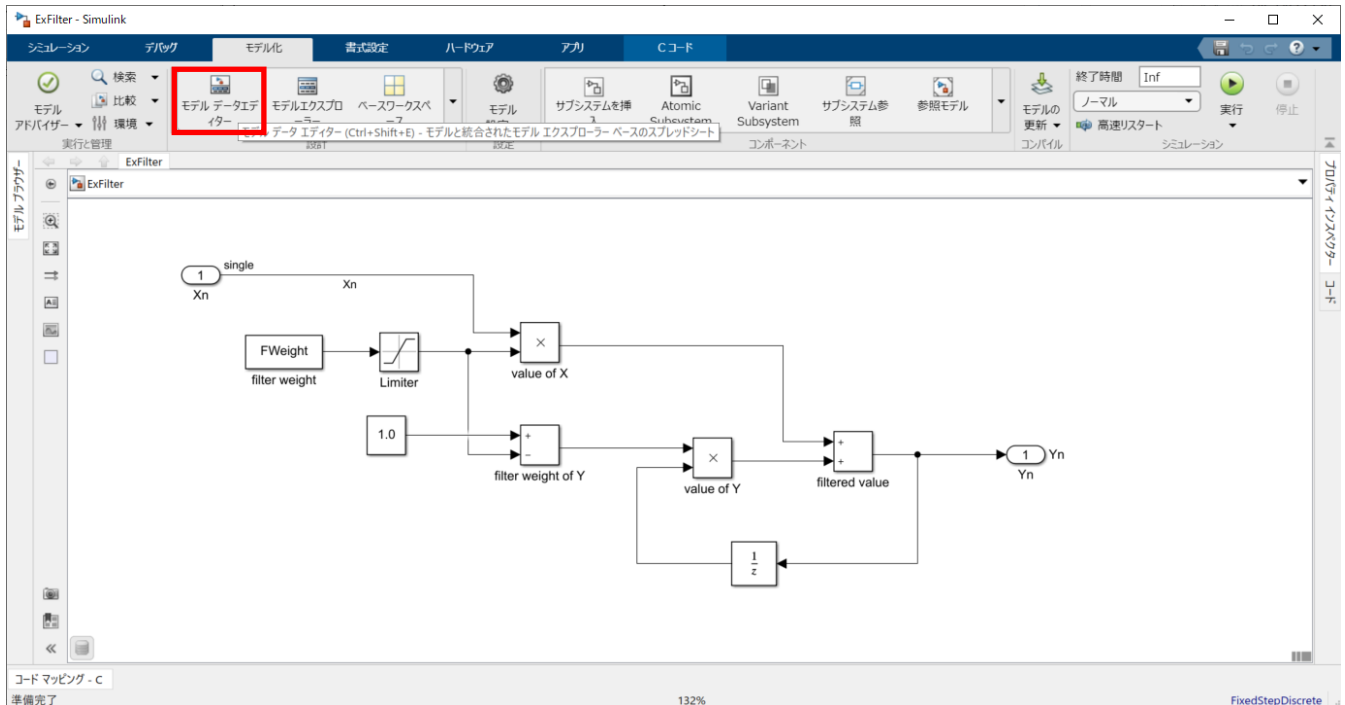 ExFilter - Simulink
シミュレーション
デバッグ
モデル化
書式設定
ハードウェア
アプリ
C コード
モデル
アドバイザー
検索
比較
環境
実行と管理
モデル データエデ
ィター
モデルエクスプロ
ーラー
ベースワークスペ
ース
設計
モデル データ エディター (Ctrl+Shift+E) - モデルと統合されたモデル エクスプローラー ベースのスプレッドシート
モデル
設定
サブシステムを挿
入
Atomic
Subsystem
Variant
Subsystem
サブシステム参
照
参照モデル
コンポーネント
モデルの
更新
コンパイル
終了時間 Inf
ノーマル
高速リスタート
実行
停止
シミュレーション
モデル ブラウザー
ExFilter
ExFilter
プロパティ インスペクター
コード
1
Xn
single
Xn
FWeight
filter weight
Limiter
×
value of X
1.0
+
−
filter weight of Y
×
value of Y
+
+
filtered value
1
Yn
Yn
1
z
コード マッピング - C
準備完了
132%
FixedStepDiscrete